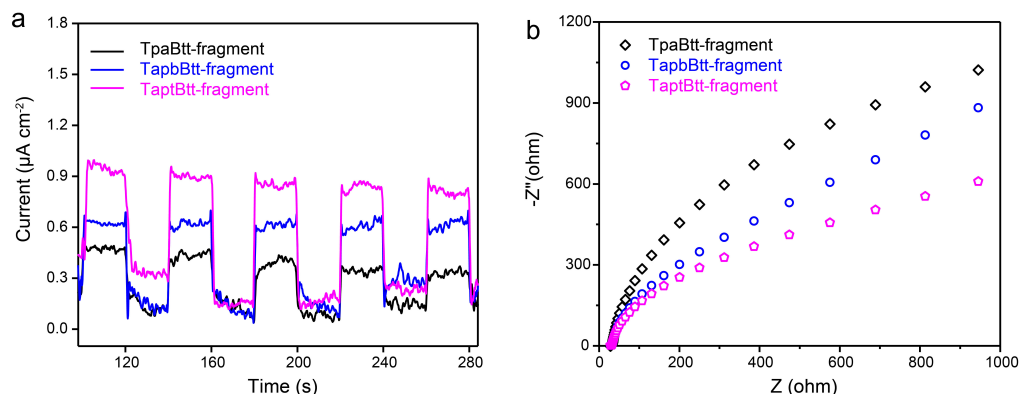 a
1.8
1.5
1.2
0.9
0.6
0.3
0.0
Current (µA cm-2)
TpaBtt-fragment
TapbBtt-fragment
TaptBtt-fragment
120
160
200
240
280
Time (s)
b
1200
900
600
300
0
-Z"(ohm)
TpaBtt-fragment
TapbBtt-fragment
TaptBtt-fragment
0
200
400
600
800
1000
Z (ohm)